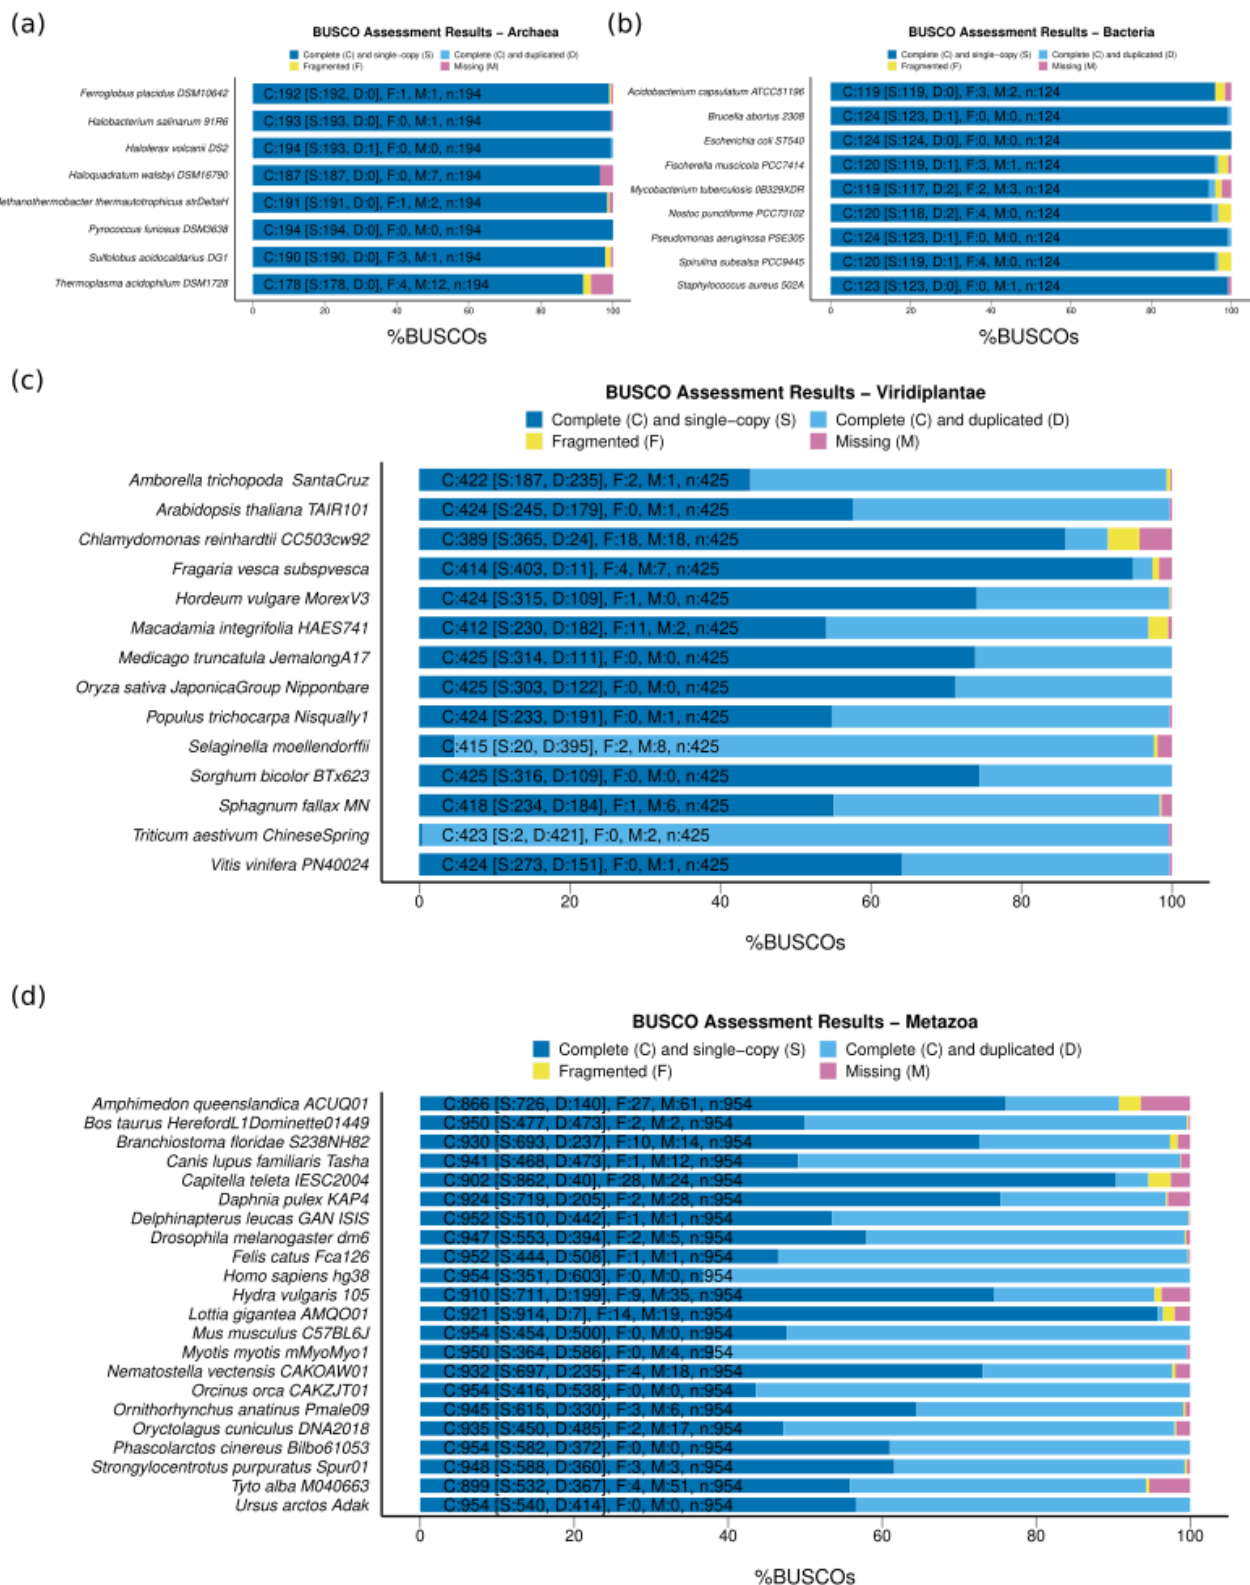 (a)
BUSCO Assessment Results – Archaea
Complete (C) and single–copy (S) Complete (C) and duplicated (D)
Fragmented (F) Missing (M)
Ferroglobus placidus DSM10642 C:192 [S:192, D:0], F:1, M:1, n:194
Halobacterium salinarum 91R6 C:193 [S:193, D:0], F:0, M:1, n:194
Haloferax volcanii DS2 C:194 [S:193, D:1], F:0, M:0, n:194
Haloquadratum walsbyi DSM16790 C:187 [S:187, D:0], F:0, M:7, n:194
ethanothermobacter thermautotrophicus strDeltaH C:191 [S:191, D:0], F:1, M:2, n:194
Pyrococcus furiosus DSM3638 C:194 [S:194, D:0], F:0, M:0, n:194
Sulfolobus acidocaldarius DG1 C:190 [S:190, D:0], F:3, M:1, n:194
Thermoplasma acidophilum DSM1728 C:178 [S:178, D:0], F:4, M:12, n:194
0 20 40 60 80 100
%BUSCOs
(b)
BUSCO Assessment Results – Bacteria
Complete (C) and single–copy (S) Complete (C) and duplicated (D)
Fragmented (F) Missing (M)
Acidobacterium capsulatum ATCC51196 C:119 [S:119, D:0], F:3, M:2, n:124
Brucella abortus 2308 C:124 [S:123, D:1], F:0, M:0, n:124
Escherichia coli ST540 C:124 [S:124, D:0], F:0, M:0, n:124
Fischerella muscicola PCC7414 C:120 [S:119, D:1], F:3, M:1, n:124
Mycobacterium tuberculosis 0B329XDR C:119 [S:117, D:2], F:2, M:3, n:124
Nostoc punctiforme PCC73102 C:120 [S:118, D:2], F:4, M:0, n:124
Pseudomonas aeruginosa PSE305 C:124 [S:123, D:1], F:0, M:0, n:124
Spirulina subsalsa PCC9445 C:120 [S:119, D:1], F:4, M:0, n:124
Staphylococcus aureus 502A C:123 [S:123, D:0], F:0, M:1, n:124
0 20 40 60 80 100
%BUSCOs
(c)
BUSCO Assessment Results – Viridiplantae
Complete (C) and single–copy (S) Complete (C) and duplicated (D)
Fragmented (F) Missing (M)
Amborella trichopoda SantaCruz C:422 [S:187, D:235], F:2, M:1, n:425
Arabidopsis thaliana TAIR101 C:424 [S:245, D:179], F:0, M:1, n:425
Chlamydomonas reinhardtii CC503cw92 C:389 [S:365, D:24], F:18, M:18, n:425
Fragaria vesca subspvesca C:414 [S:403, D:11], F:4, M:7, n:425
Hordeum vulgare MorexV3 C:424 [S:315, D:109], F:1, M:0, n:425
Macadamia integrifolia HAES741 C:412 [S:230, D:182], F:11, M:2, n:425
Medicago truncatula JemalongA17 C:425 [S:314, D:111], F:0, M:0, n:425
Oryza sativa JaponicaGroup Nipponbare C:425 [S:303, D:122], F:0, M:0, n:425
Populus trichocarpa Nisqually1 C:424 [S:233, D:191], F:0, M:1, n:425
Selaginella moellendorffii C:415 [S:20, D:395], F:2, M:8, n:425
Sorghum bicolor BTx623 C:425 [S:316, D:109], F:0, M:0, n:425
Sphagnum fallax MN C:418 [S:234, D:184], F:1, M:6, n:425
Triticum aestivum ChineseSpring C:423 [S:2, D:421], F:0, M:2, n:425
Vitis vinifera PN40024 C:424 [S:273, D:151], F:0, M:1, n:425
0 20 40 60 80 100
%BUSCOs
(d)
BUSCO Assessment Results – Metazoa
Complete (C) and single–copy (S) Complete (C) and duplicated (D)
Fragmented (F) Missing (M)
Amphimedon queenslandica ACUQ01 C:866 [S:726, D:140], F:27, M:61, n:954
Bos taurus HerefordL1Dominette01449 C:950 [S:477, D:473], F:2, M:2, n:954
Branchiostoma floridae S238NH82 C:930 [S:693, D:237], F:10, M:14, n:954
Canis lupus familiaris Tasha C:941 [S:468, D:473], F:1, M:12, n:954
Capitella teleta IESC2004 C:902 [S:862, D:40], F:28, M:24, n:954
Daphnia pulex KAP4 C:924 [S:719, D:205], F:2, M:28, n:954
Delphinapterus leucas GAN ISIS C:952 [S:510, D:442], F:1, M:1, n:954
Drosophila melanogaster dm6 C:947 [S:553, D:394], F:2, M:5, n:954
Felis catus Fca126 C:952 [S:444, D:508], F:1, M:1, n:954
Homo sapiens hg38 C:954 [S:351, D:603], F:0, M:0, n:954
Hydra vulgaris 105 C:910 [S:711, D:199], F:9, M:35, n:954
Lottia gigantea AMQO01 C:921 [S:914, D:7], F:14, M:19, n:954
Mus musculus C57BL6J C:954 [S:454, D:500], F:0, M:0, n:954
Myotis myotis mMyoMyo1 C:950 [S:364, D:586], F:0, M:4, n:954
Nematostella vectensis CAKOAW01 C:932 [S:697, D:235], F:4, M:18, n:954
Orcinus orca CAKZJT01 C:954 [S:416, D:538], F:0, M:0, n:954
Ornithorhynchus anatinus Pmale09 C:945 [S:615, D:330], F:3, M:6, n:954
Oryctolagus cuniculus DNA2018 C:935 [S:450, D:485], F:2, M:17, n:954
Phascolarctos cinereus Bilbo61053 C:954 [S:582, D:372], F:0, M:0, n:954
Strongylocentrotus purpuratus Spur01 C:948 [S:588, D:360], F:3, M:3, n:954
Tyto alba M040663 C:899 [S:532, D:367], F:4, M:51, n:954
Ursus arctos Adak C:954 [S:540, D:414], F:0, M:0, n:954
0 20 40 60 80 100
%BUSCOs